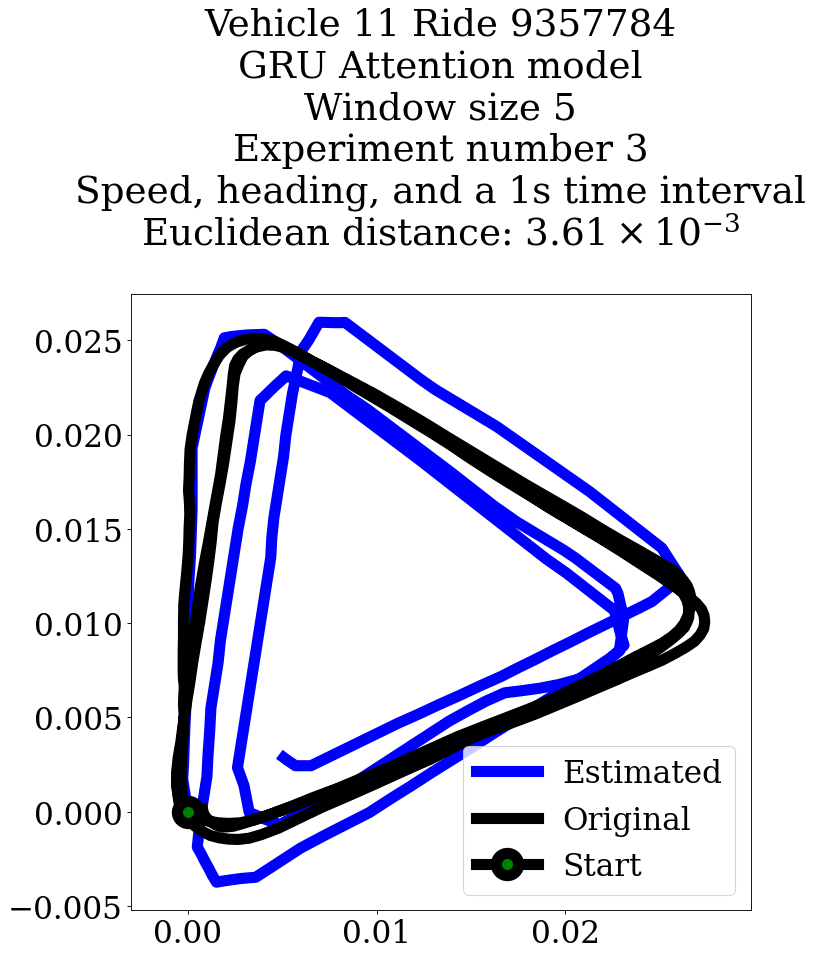 Vehicle 11 Ride 9357784
GRU Attention model
Window size 5
Experiment number 3
Speed, heading, and a 1s time interval
Euclidean distance: 3.61 × 10⁻³
0.025
0.020
0.015
0.010
0.005
0.000
−0.005
0.00 0.01 0.02
Estimated
Original
Start